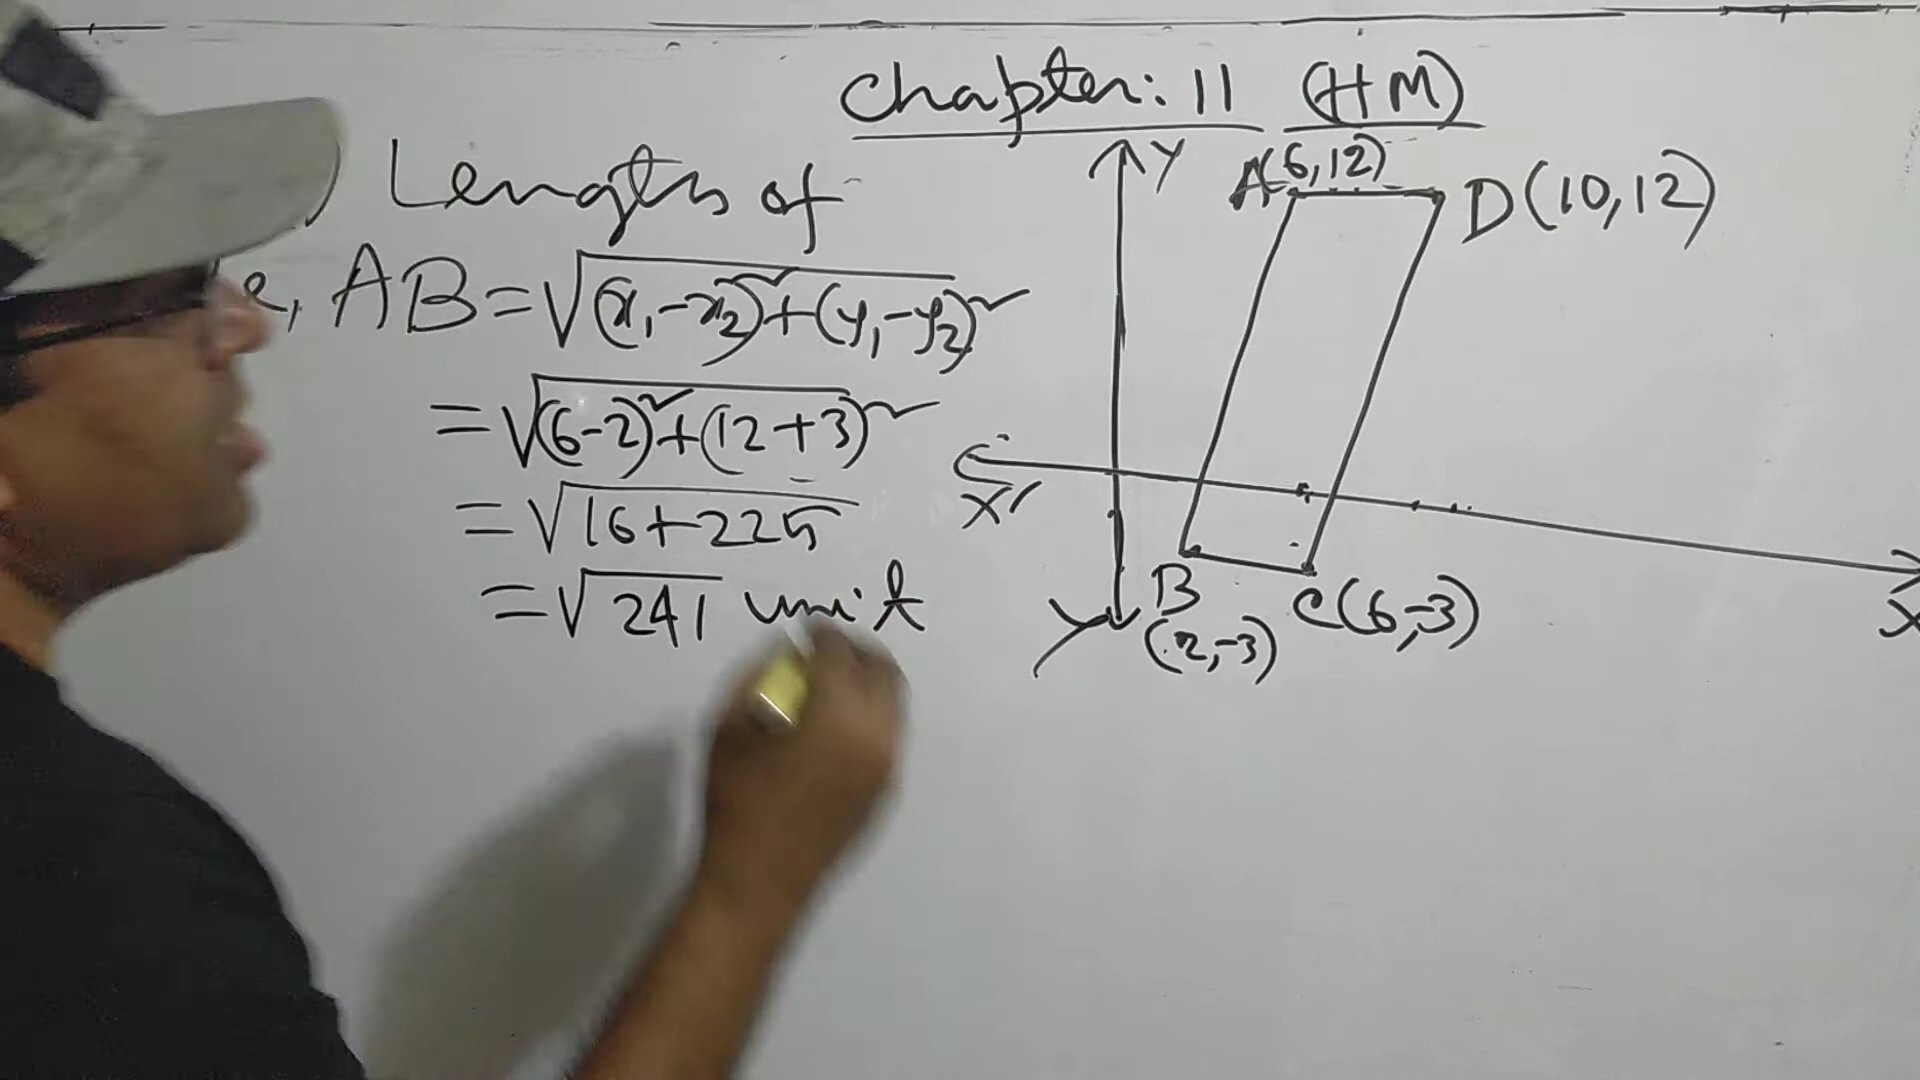 Chapter: 11 (HM)
Length of
AB = √(x₁-x₂)²+(y₁-y₂)²
= √(6-2)²+(12+3)²
= √16+225
= √241 unit
Y
A(6,12)
D(10,12)
X'
X
Y'
B
(2,-3)
C(6,-3)